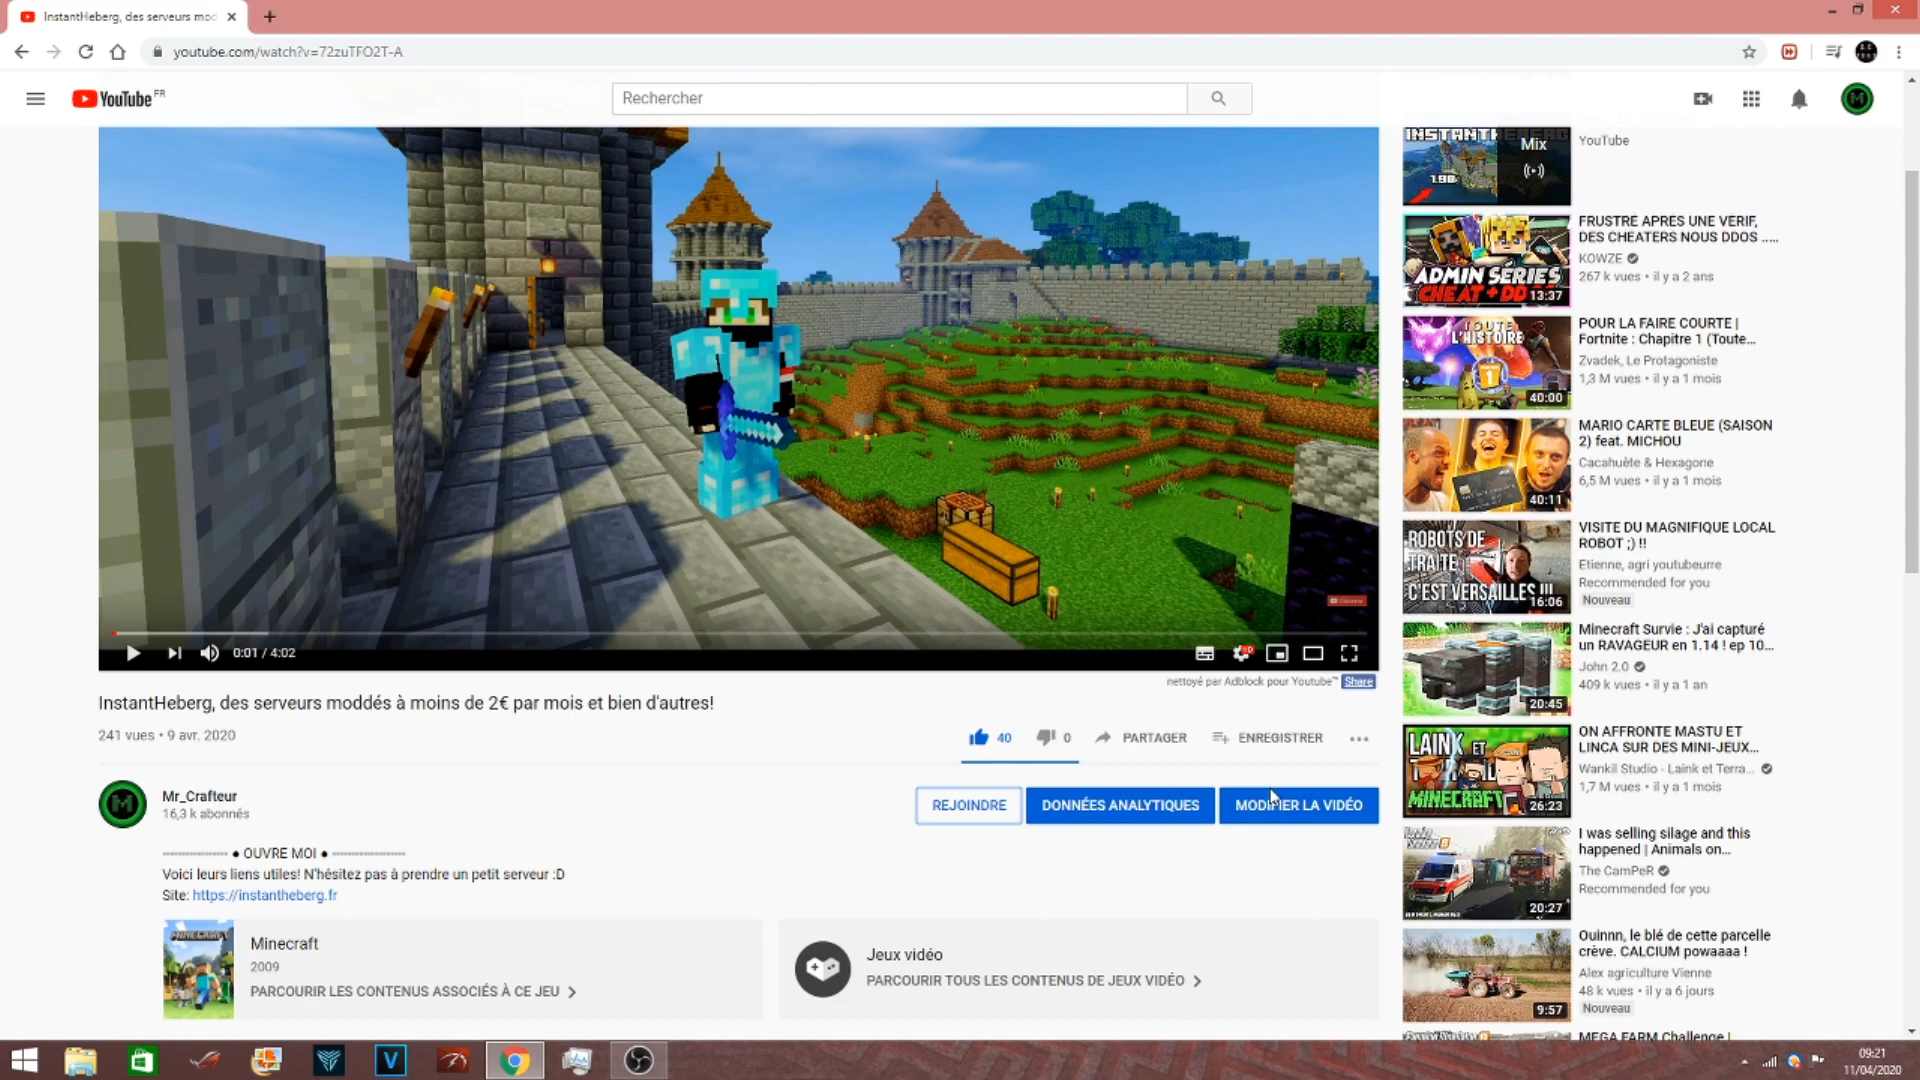 InstantHeberg, des serveurs mod
youtube.com/watch?v=72zuTFO2T-A
YouTube FR
Rechercher
0:01 / 4:02
nettoyé par Adblock pour Youtube™ Share
InstantHeberg, des serveurs moddés à moins de 2€ par mois et bien d'autres!
241 vues • 9 avr. 2020
40
0
PARTAGER
ENREGISTRER
Mr_Crafteur
16,3 k abonnés
REJOINDRE
DONNÉES ANALYTIQUES
MODIFIER LA VIDÉO
---------------- ● OUVRE MOI ● ------------------
Voici leurs liens utiles! N'hésitez pas à prendre un petit serveur :D
Site: https://instantheberg.fr
MINECRAFT
Minecraft
2009
PARCOURIR LES CONTENUS ASSOCIÉS À CE JEU
Jeux vidéo
PARCOURIR TOUS LES CONTENUS DE JEUX VIDÉO
INSTANTHEBERG
1.90
Mix
YouTube
ADMIN SERIES
CHEAT + DD
13:37
FRUSTRÉ APRÈS UNE VERIF,
DES CHEATERS NOUS DDOS .....
KOWZE
267 k vues • il y a 2 ans
TOUTE
L'HISTOIRE
1
40:00
POUR LA FAIRE COURTE |
Fortnite : Chapitre 1 (Toute...
Zvadek, Le Protagoniste
1,3 M vues • il y a 1 mois
40:11
MARIO CARTE BLEUE (SAISON
2) feat. MICHOU
Cacahuète & Hexagone
6,5 M vues • il y a 1 mois
ROBOTS DE
TRAITE
C'EST VERSAILLES !!!
16:06
VISITE DU MAGNIFIQUE LOCAL
ROBOT ;) !!
Etienne, agri youtubeurre
Recommended for you
Nouveau
20:45
Minecraft Survie : J'ai capturé
un RAVAGEUR en 1.14 ! ep 10...
John 2.0
409 k vues • il y a 1 an
LAINK ET
MINECRAFT
26:23
ON AFFRONTE MASTU ET
LINCA SUR DES MINI-JEUX...
Wankil Studio - Laink et Terra...
1,7 M vues • il y a 1 mois
20:27
I was selling silage and this
happened | Animals on...
The CamPeR
Recommended for you
9:57
Ouinnn, le blé de cette parcelle
crève. CALCIUM powaaaa !
Alex agriculture Vienne
48 k vues • il y a 6 jours
Nouveau
MEGA FARM Challenge |
09:21
11/04/2020